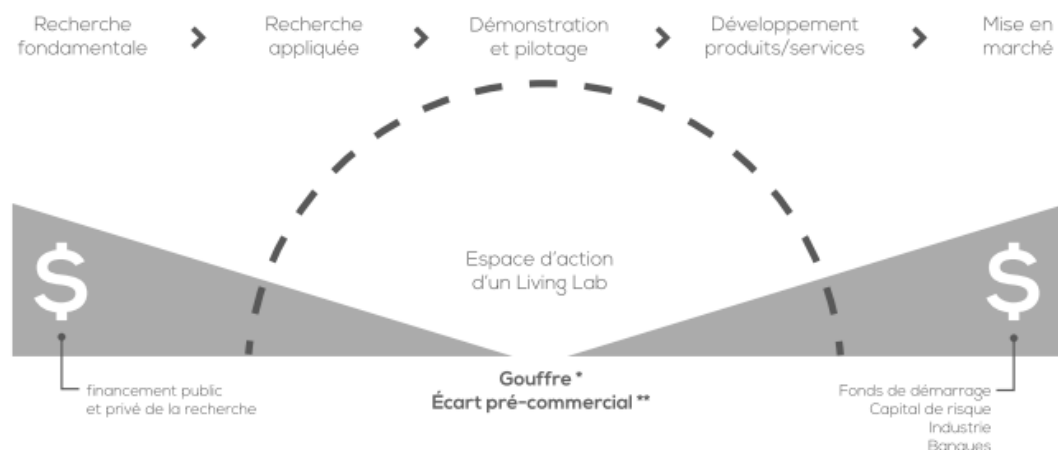 Recherche
fondamentale
Recherche
appliquée
Démonstration
et pilotage
Développement
produits/services
Mise en
marché
Espace d'action
d'un Living Lab
$
$
financement public
et privé de la recherche
Gouffre *
Écart pré-commercial **
Fonds de démarrage
Capital de risque
Industrie
Banques